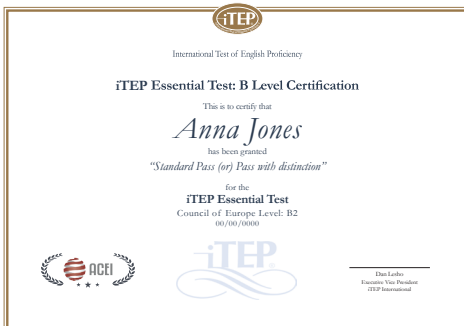 iTEP
International Test of English Proficiency
iTEP Essential Test: B Level Certification
This is to certify that
Anna Jones
has been granted
“Standard Pass (or) Pass with distinction”
for the
iTEP Essential Test
Council of Europe Level: B2
00/00/0000
iTEP
ACEI
Dan Lesho
Executive Vice President
iTEP International